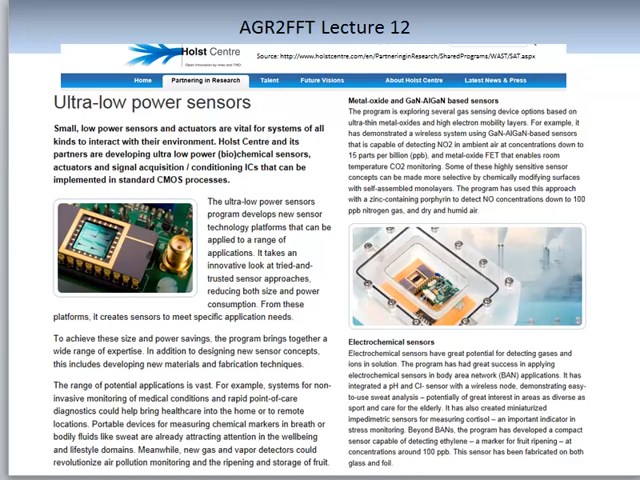 AGR2FFT Lecture 12
Holst Centre
Open Innovation by imec and TNO
Source: http://www.holstcentre.com/en/PartneringinResearch/SharedPrograms/WAST/SAT.aspx
Home Partnering in Research Talent Future Visions About Holst Centre Latest News & Press
Ultra-low power sensors
Small, low power sensors and actuators are vital for systems of all
kinds to interact with their environment. Holst Centre and its
partners are developing ultra low power (bio)chemical sensors,
actuators and signal acquisition / conditioning ICs that can be
implemented in standard CMOS processes.
The ultra-low power sensors
program develops new sensor
technology platforms that can be
applied to a range of
applications. It takes an
innovative look at tried-and-
trusted sensor approaches,
reducing both size and power
consumption. From these
platforms, it creates sensors to meet specific application needs.
To achieve these size and power savings, the program brings together a
wide range of expertise. In addition to designing new sensor concepts,
this includes developing new materials and fabrication techniques.
The range of potential applications is vast. For example, systems for non-
invasive monitoring of medical conditions and rapid point-of-care
diagnostics could help bring healthcare into the home or to remote
locations. Portable devices for measuring chemical markers in breath or
bodily fluids like sweat are already attracting attention in the wellbeing
and lifestyle domains. Meanwhile, new gas and vapor detectors could
revolutionize air pollution monitoring and the ripening and storage of fruit.
Metal-oxide and GaN-AlGaN based sensors
The program is exploring several gas sensing device options based on
ultra-thin metal-oxides and high electron mobility layers. For example, it
has demonstrated a wireless system using GaN-AlGaN-based sensors
that is capable of detecting NO2 in ambient air at concentrations down to
15 parts per billion (ppb), and metal-oxide FET that enables room
temperature CO2 monitoring. Some of these highly sensitive sensor
concepts can be made more selective by chemically modifying surfaces
with self-assembled monolayers. The program has used this approach
with a zinc-containing porphyrin to detect NO concentrations down to 100
ppb nitrogen gas, and dry and humid air.
Electrochemical sensors
Electrochemical sensors have great potential for detecting gases and
ions in solution. The program has had great success in applying
electrochemical sensors in body area network (BAN) applications. It has
integrated a pH and Cl- sensor with a wireless node, demonstrating easy-
to-use sweat analysis – potentially of great interest in areas as diverse as
sport and care for the elderly. It has also created miniaturized
impedimetric sensors for measuring cortisol – an important indicator in
stress monitoring. Beyond BANs, the program has developed a compact
sensor capable of detecting ethylene – a marker for fruit ripening – at
concentrations around 100 ppb. This sensor has been fabricated on both
glass and foil.